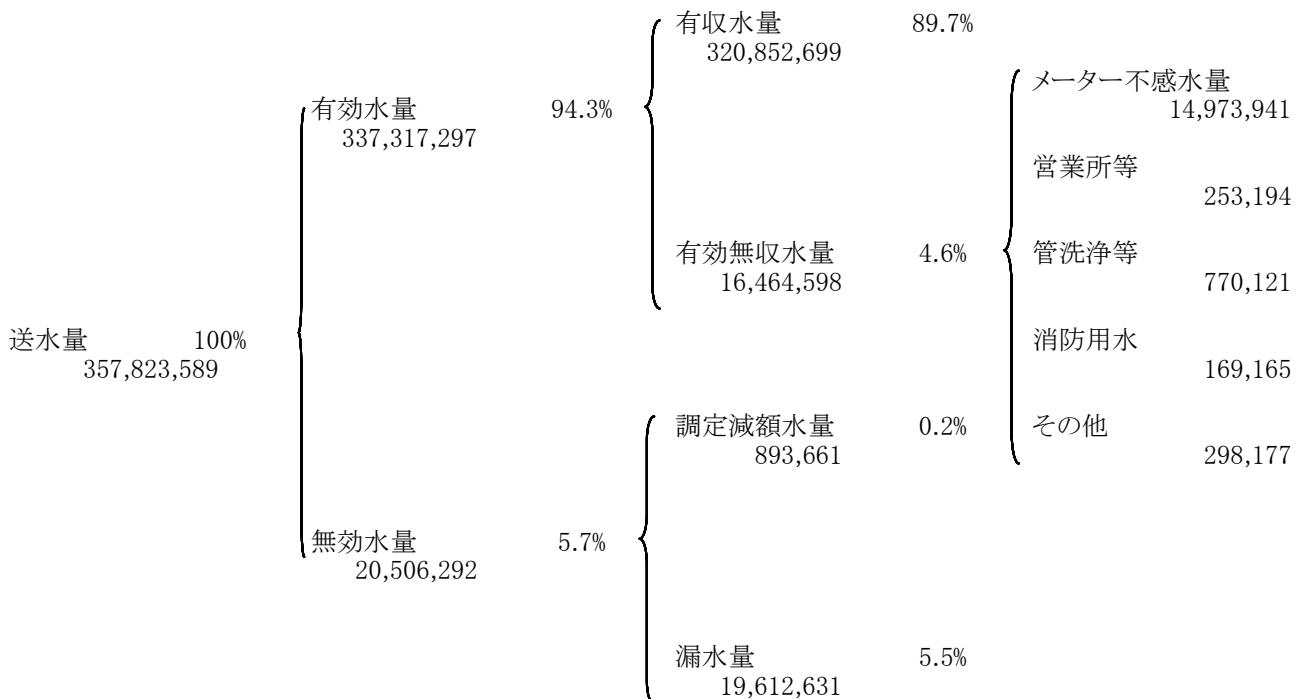 有収水量 89.7%
320,852,699
メーター不感水量
14,973,941
有効水量 94.3%
337,317,297
営業所等
253,194
有効無収水量 4.6%
16,464,598
管洗浄等
770,121
送水量 100%
357,823,589
消防用水
169,165
調定減額水量 0.2%
893,661
その他
298,177
無効水量 5.7%
20,506,292
漏水量 5.5%
19,612,631